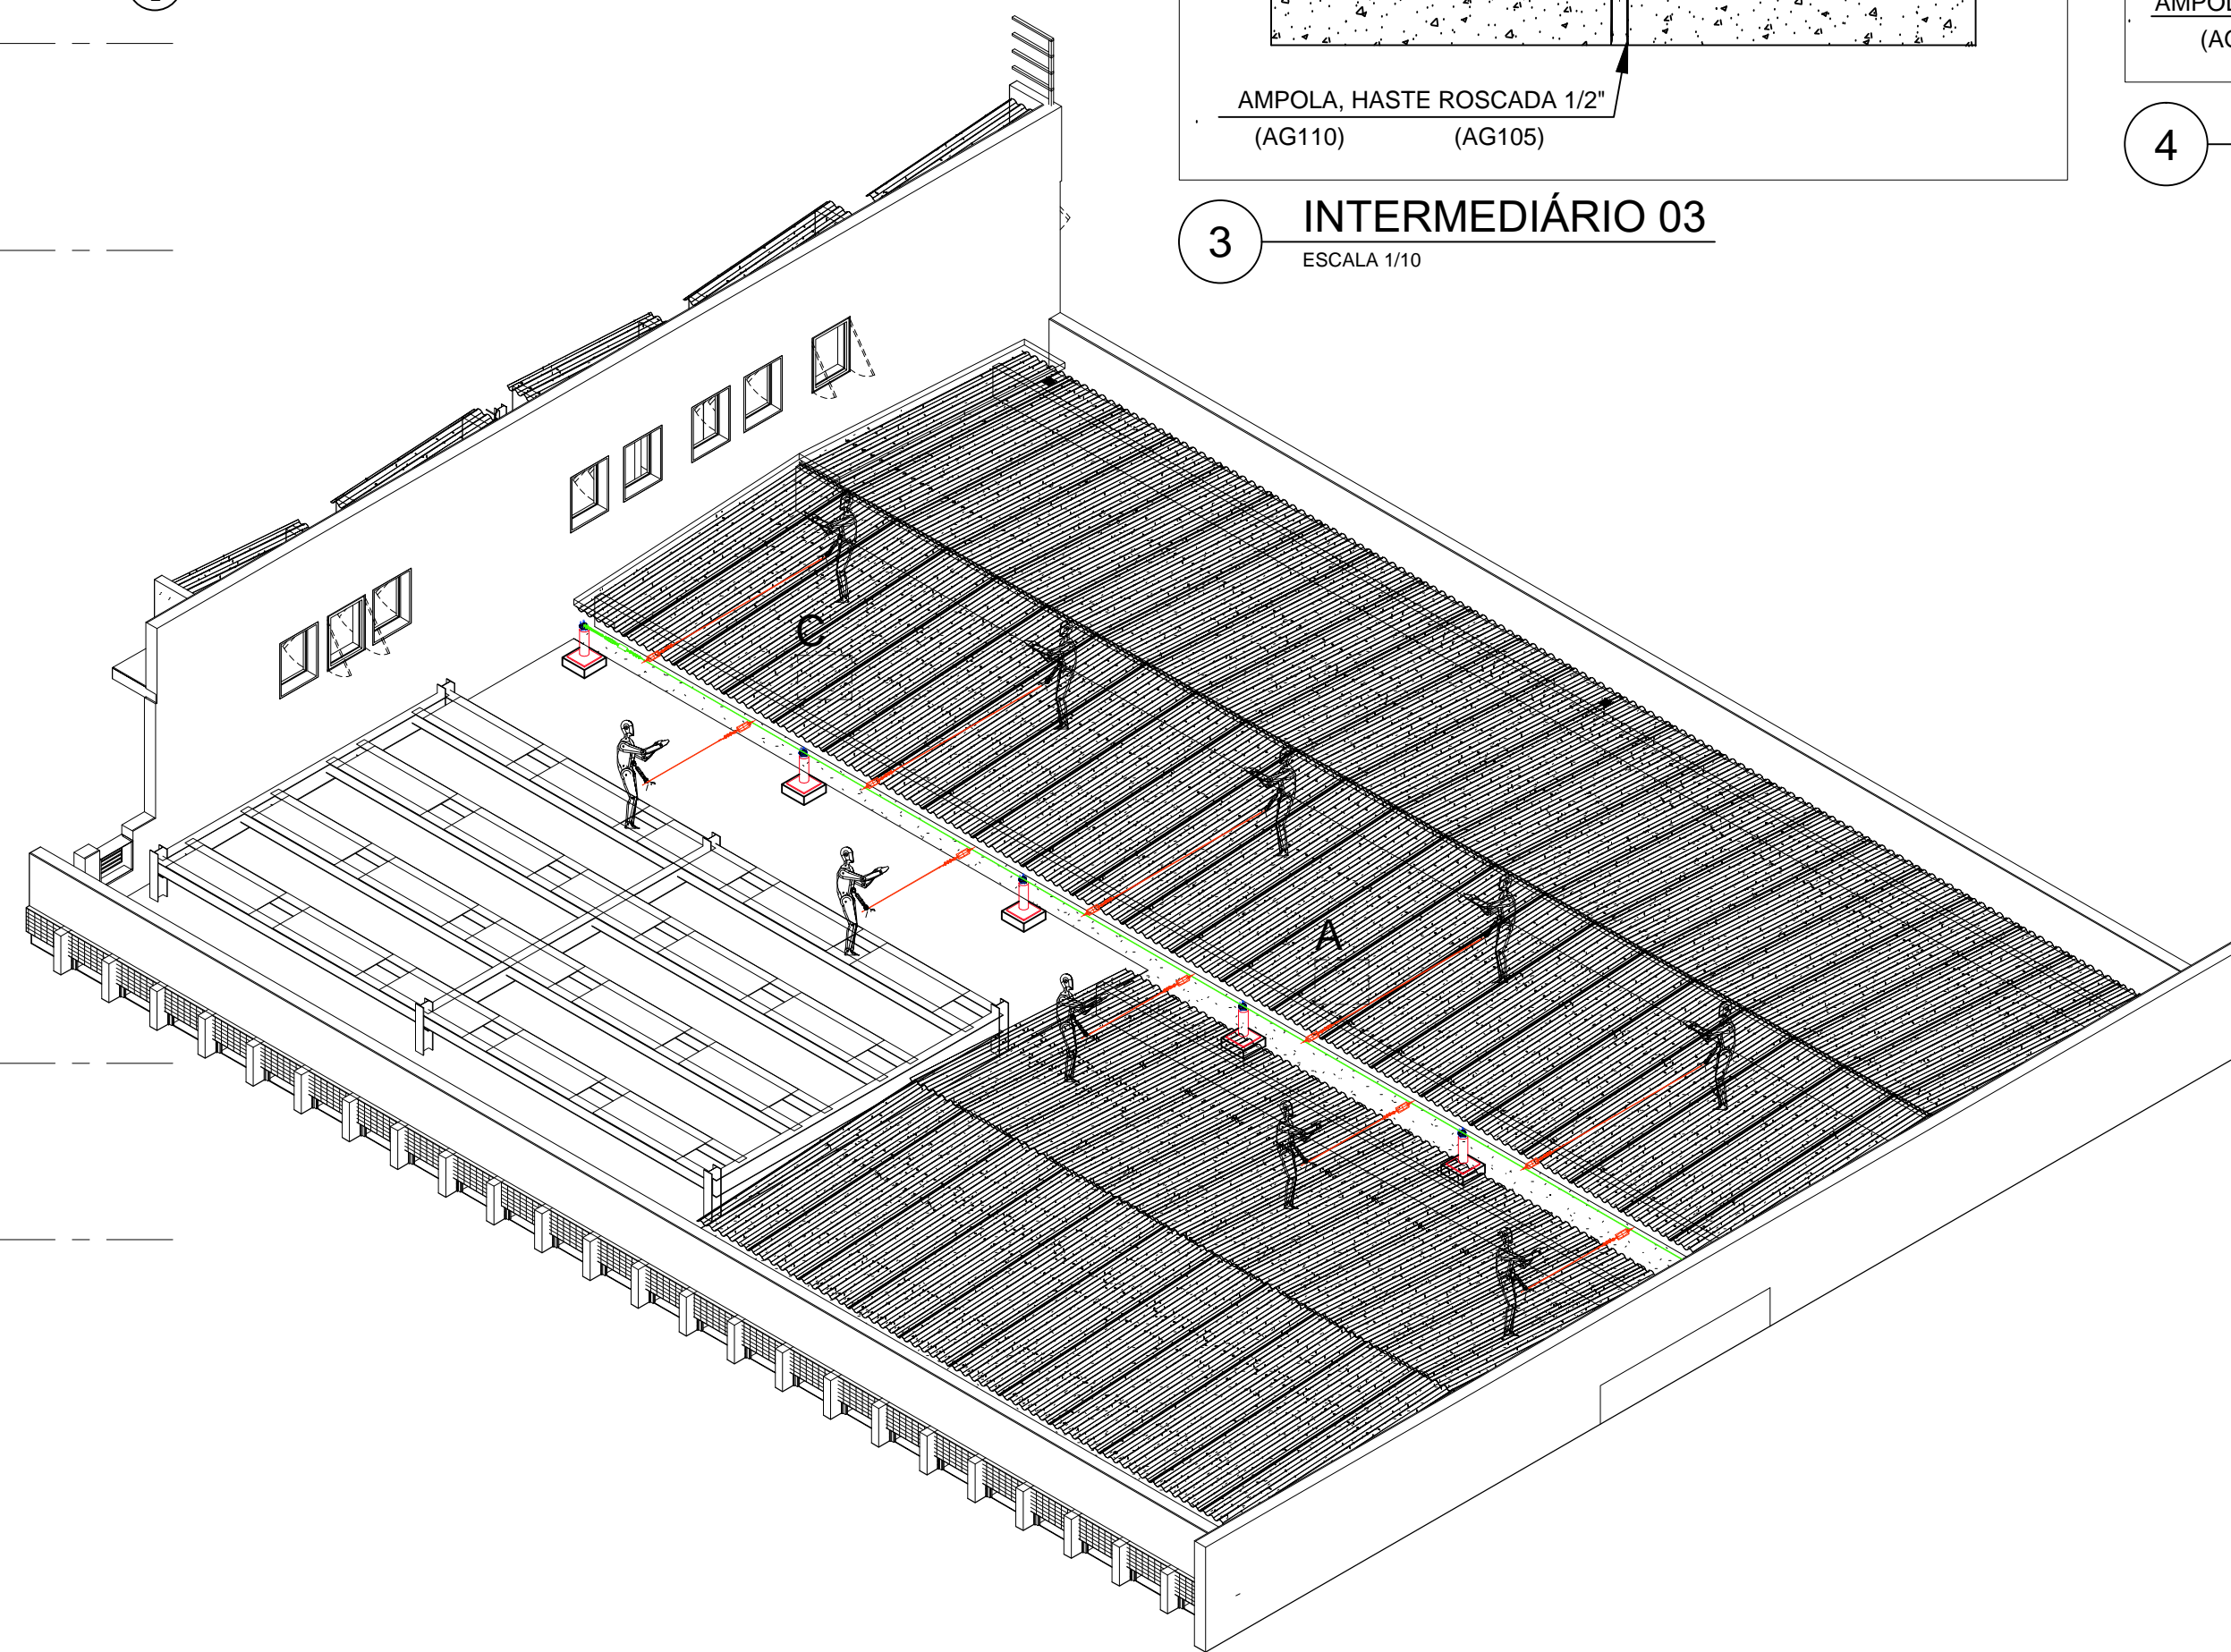 AMPOLA, HASTE ROSCADA 1/2"
(AG110) (AG105)
3
INTERMEDIÁRIO 03
ESCALA 1/10
4
C
A